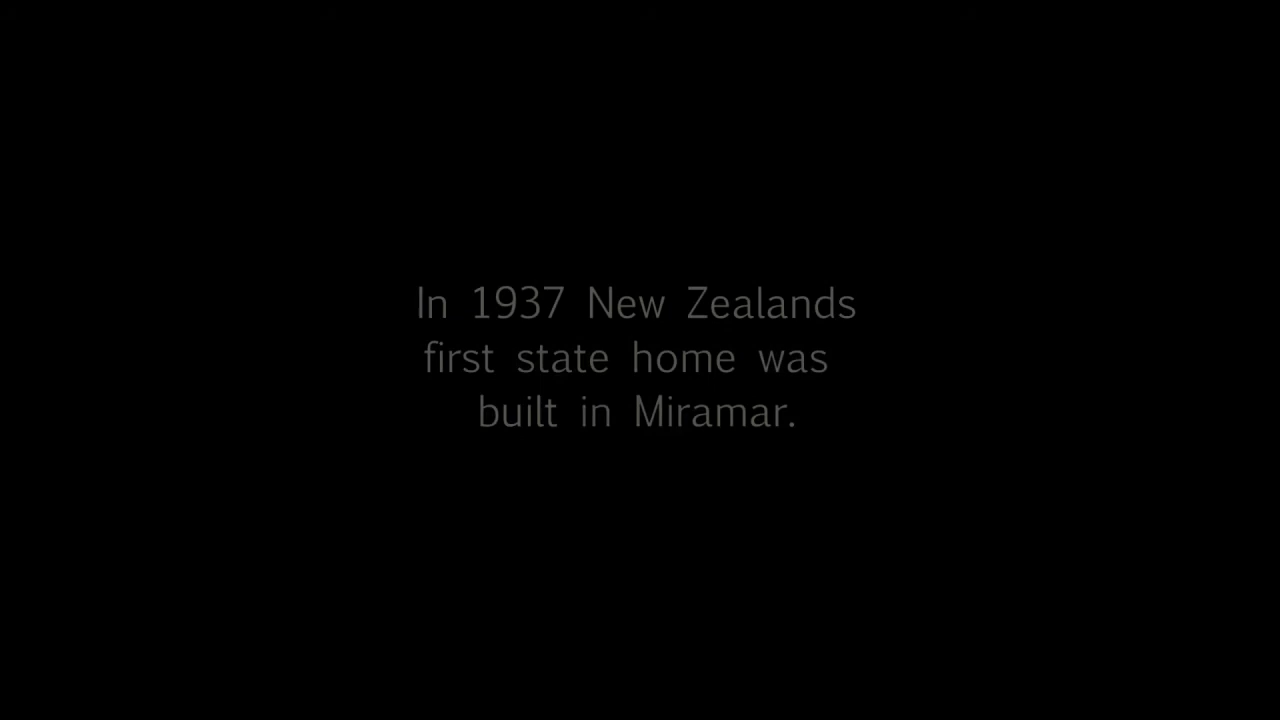 In 1937 New Zealands
first state home was
built in Miramar.